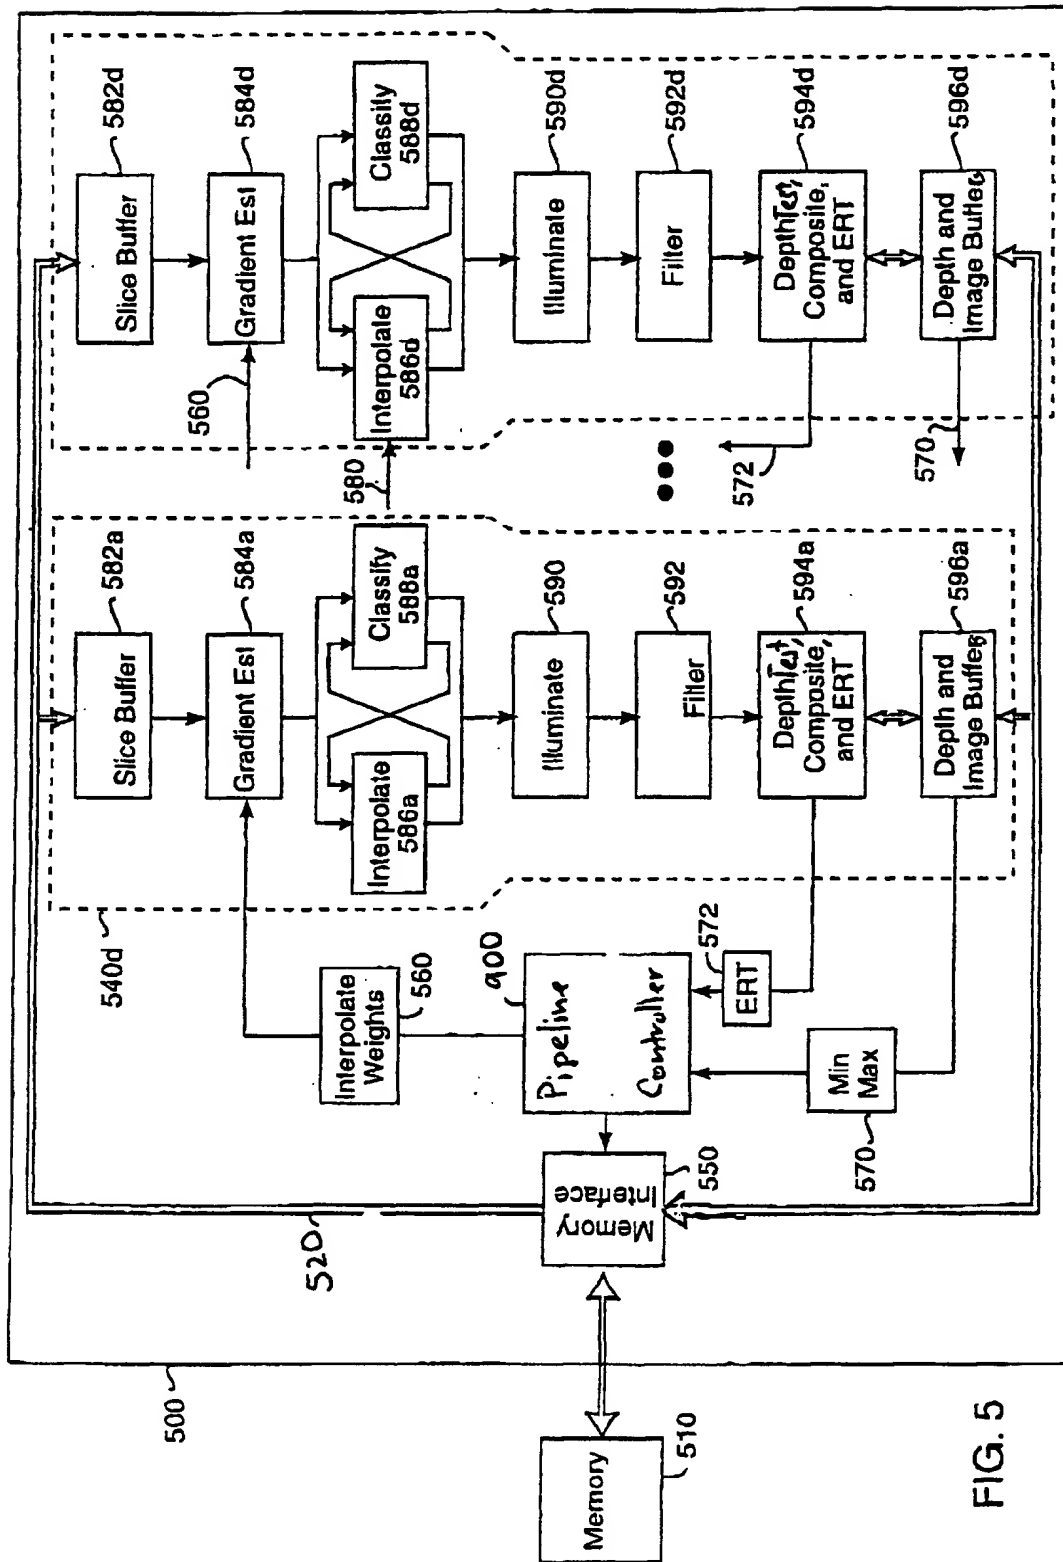 500
520
540d
Slice Buffer
582a
Slice Buffer
582d
Interpolate
Weights
560
Gradient Est
584a
560
Gradient Est
584d
Interpolate
586a
Classify
588a
580
Interpolate
586d
Classify
588d
Memory
510
Memory
Interface
550
900
Pipeline
Controller
Illuminate
590
Illuminate
590d
Filter
592
Filter
592d
572
ERT
DepthTest,
Composite,
and ERT
594a
572
DepthTest,
Composite,
and ERT
594d
Min
Max
570
Depth and
Image Buffers
596a
570
Depth and
Image Buffers
596d
FIG. 5